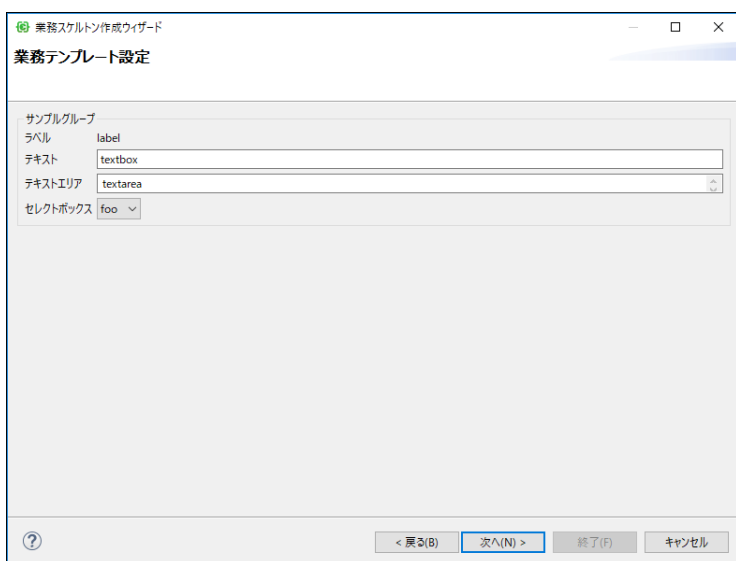 業務スケルトン作成ウィザード
業務テンプレート設定
サンプルグループ
ラベル label
テキスト textbox
テキストエリア textarea
セレクトボックス foo
< 戻る(B) 次へ(N) > 終了(F) キャンセル